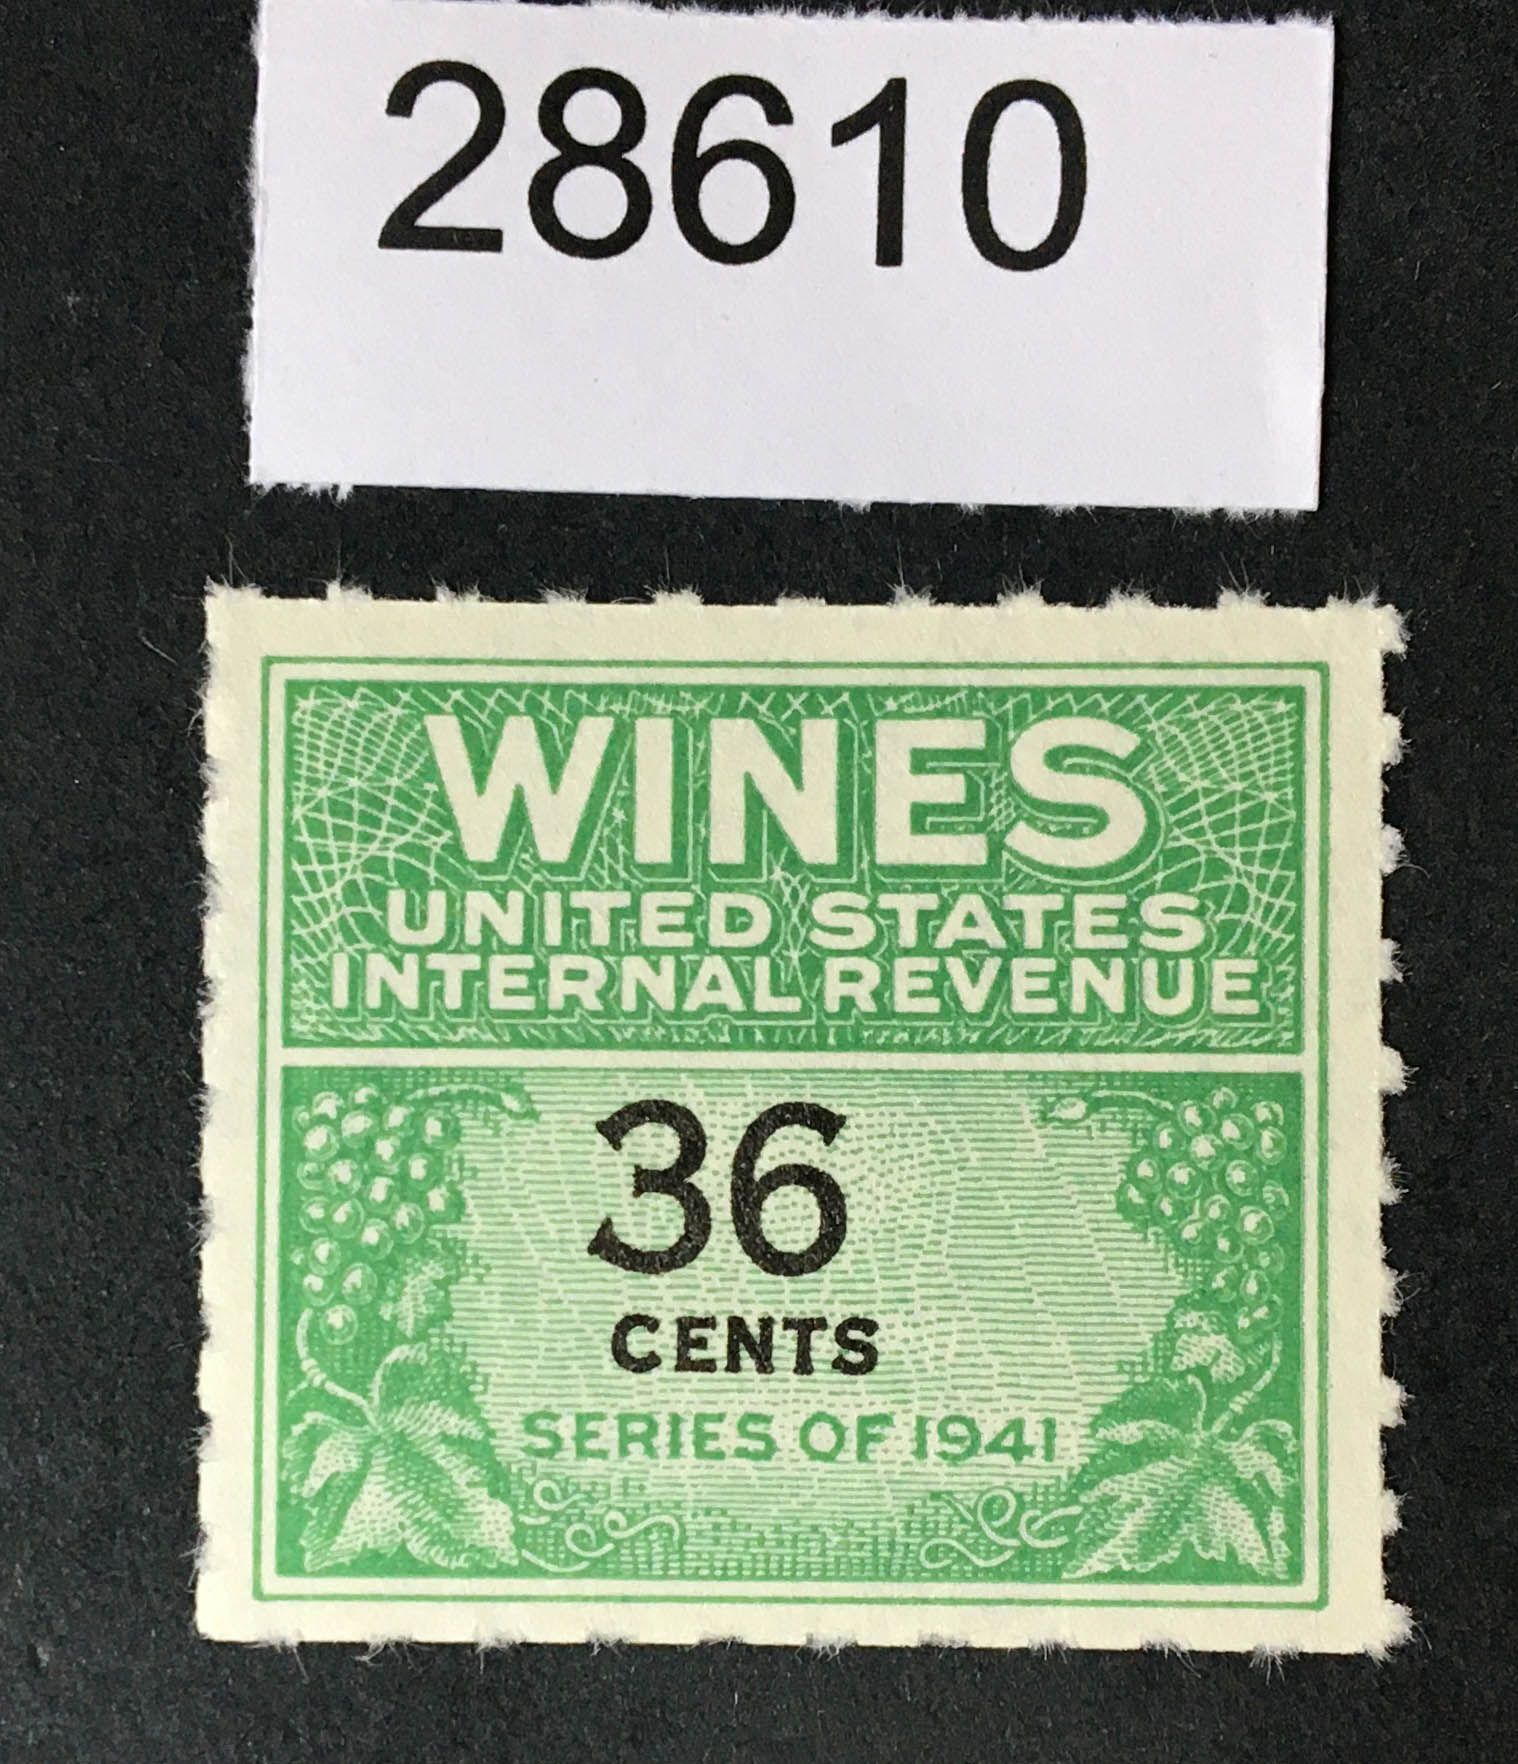 28610
WINES
UNITED STATES
INTERNAL REVENUE
36
CENTS
SERIES OF 1941